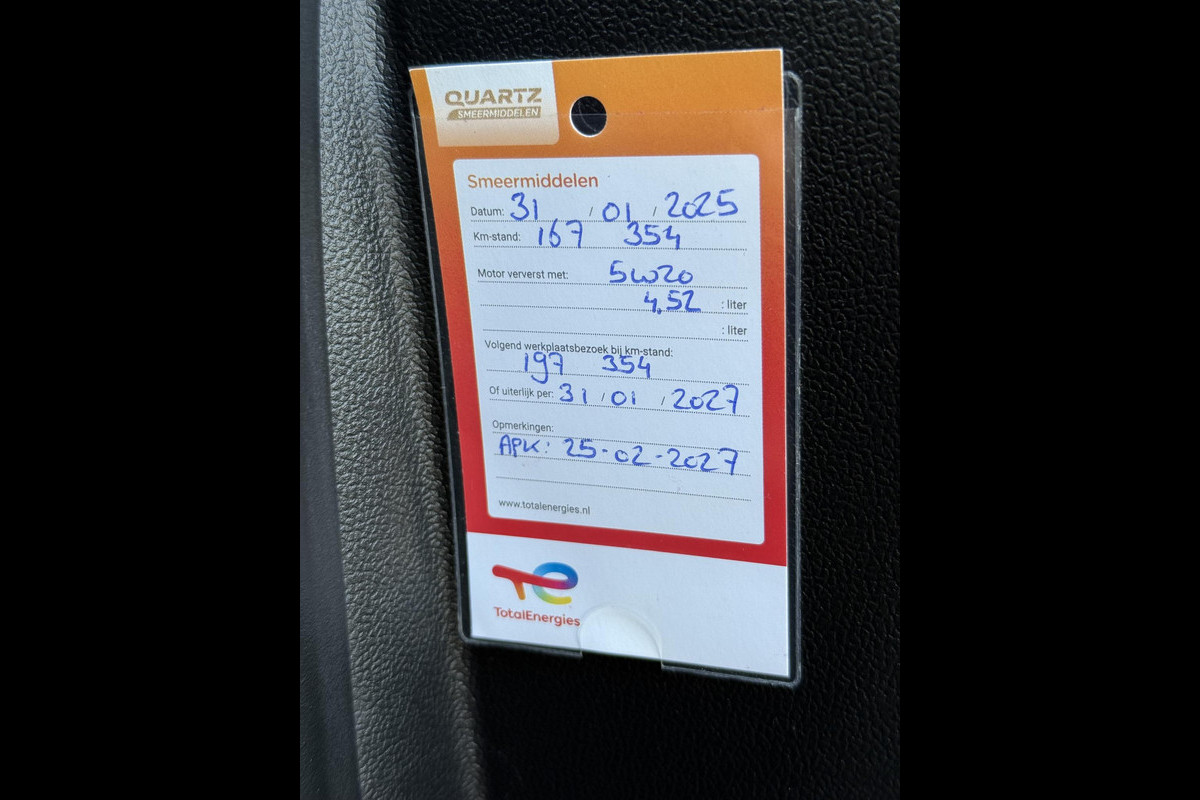 QUARTZ
SMEERMIDDELEN
Smeermiddelen
Datum: 31 / 01 / 2025
Km-stand: 167 354
Motor ververst met: 5W20
4,52 : liter
: liter
Volgend werkplaatsbezoek bij km-stand:
197 354
Of uiterlijk per: 31 / 01 / 2027
Opmerkingen:
APK: 25-02-2027
www.totalenergies.nl
TotalEnergies